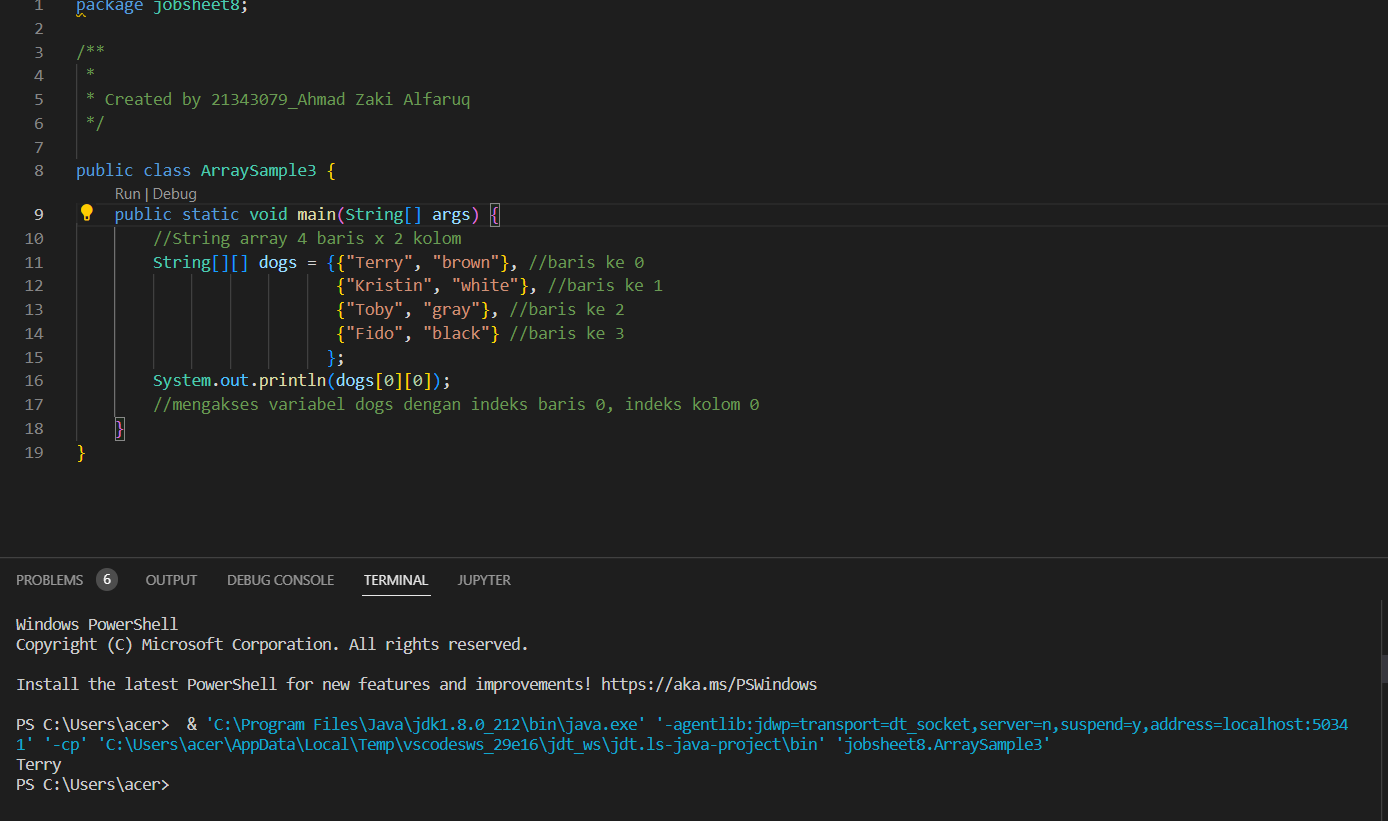 1 package jobsheet8;
2
3 /**
4 *
5 * Created by 21343079_Ahmad Zaki Alfaruq
6 */
7
8 public class ArraySample3 {
Run | Debug
9 public static void main(String[] args) {
10 //String array 4 baris x 2 kolom
11 String[][] dogs = {{"Terry", "brown"}, //baris ke 0
12 {"Kristin", "white"}, //baris ke 1
13 {"Toby", "gray"}, //baris ke 2
14 {"Fido", "black"} //baris ke 3
15 };
16 System.out.println(dogs[0][0]);
17 //mengakses variabel dogs dengan indeks baris 0, indeks kolom 0
18 }
19 }
PROBLEMS 6 OUTPUT DEBUG CONSOLE TERMINAL JUPYTER
Windows PowerShell
Copyright (C) Microsoft Corporation. All rights reserved.
Install the latest PowerShell for new features and improvements! https://aka.ms/PSWindows
PS C:\Users\acer> & 'C:\Program Files\Java\jdk1.8.0_212\bin\java.exe' '-agentlib:jdwp=transport=dt_socket,server=n,suspend=y,address=localhost:5034
1' '-cp' 'C:\Users\acer\AppData\Local\Temp\vscodesws_29e16\jdt_ws\jdt.ls-java-project\bin' 'jobsheet8.ArraySample3'
Terry
PS C:\Users\acer>